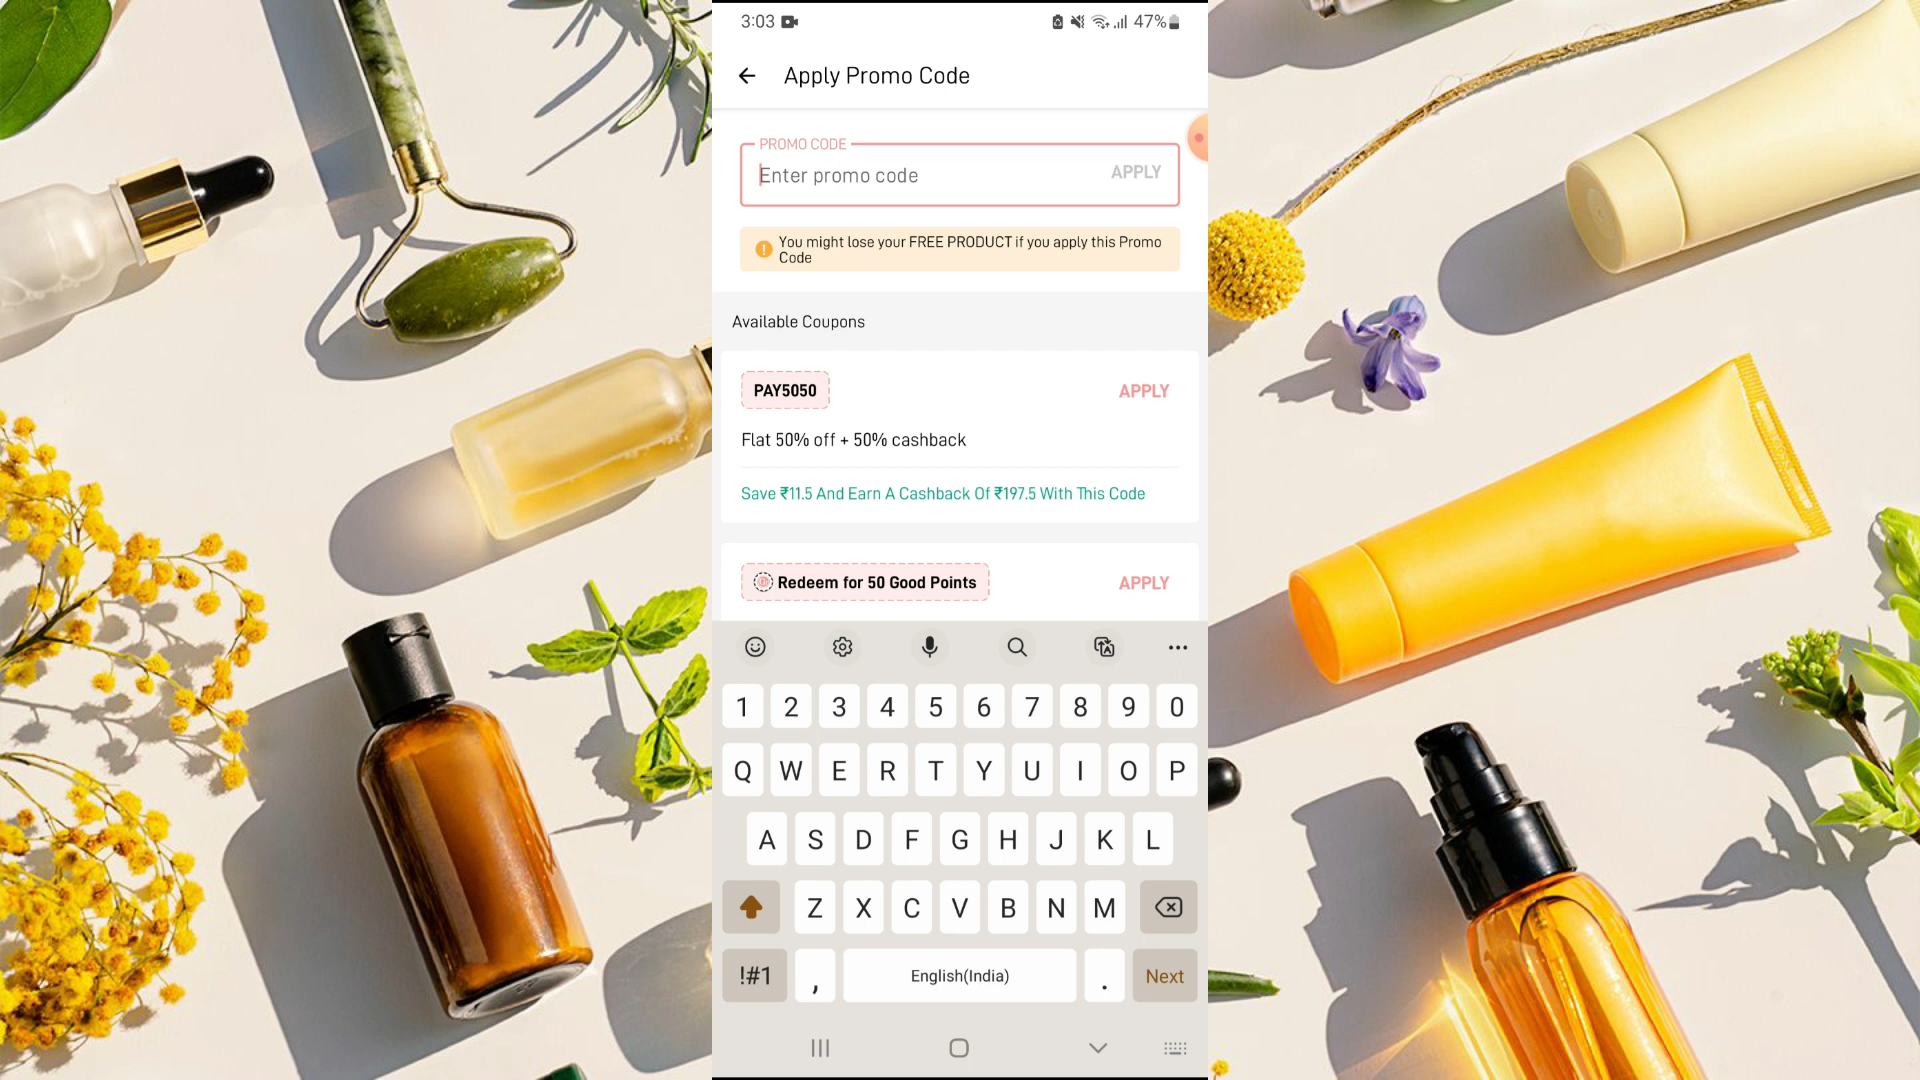 3:03
47%
Apply Promo Code
PROMO CODE
Enter promo code
APPLY
You might lose your FREE PRODUCT if you apply this Promo
Code
Available Coupons
PAY5050
APPLY
Flat 50% off + 50% cashback
Save ₹11.5 And Earn A Cashback Of ₹197.5 With This Code
Redeem for 50 Good Points
APPLY
1 2 3 4 5 6 7 8 9 0
Q W E R T Y U I O P
A S D F G H J K L
Z X C V B N M
!#1 , English(India) . Next